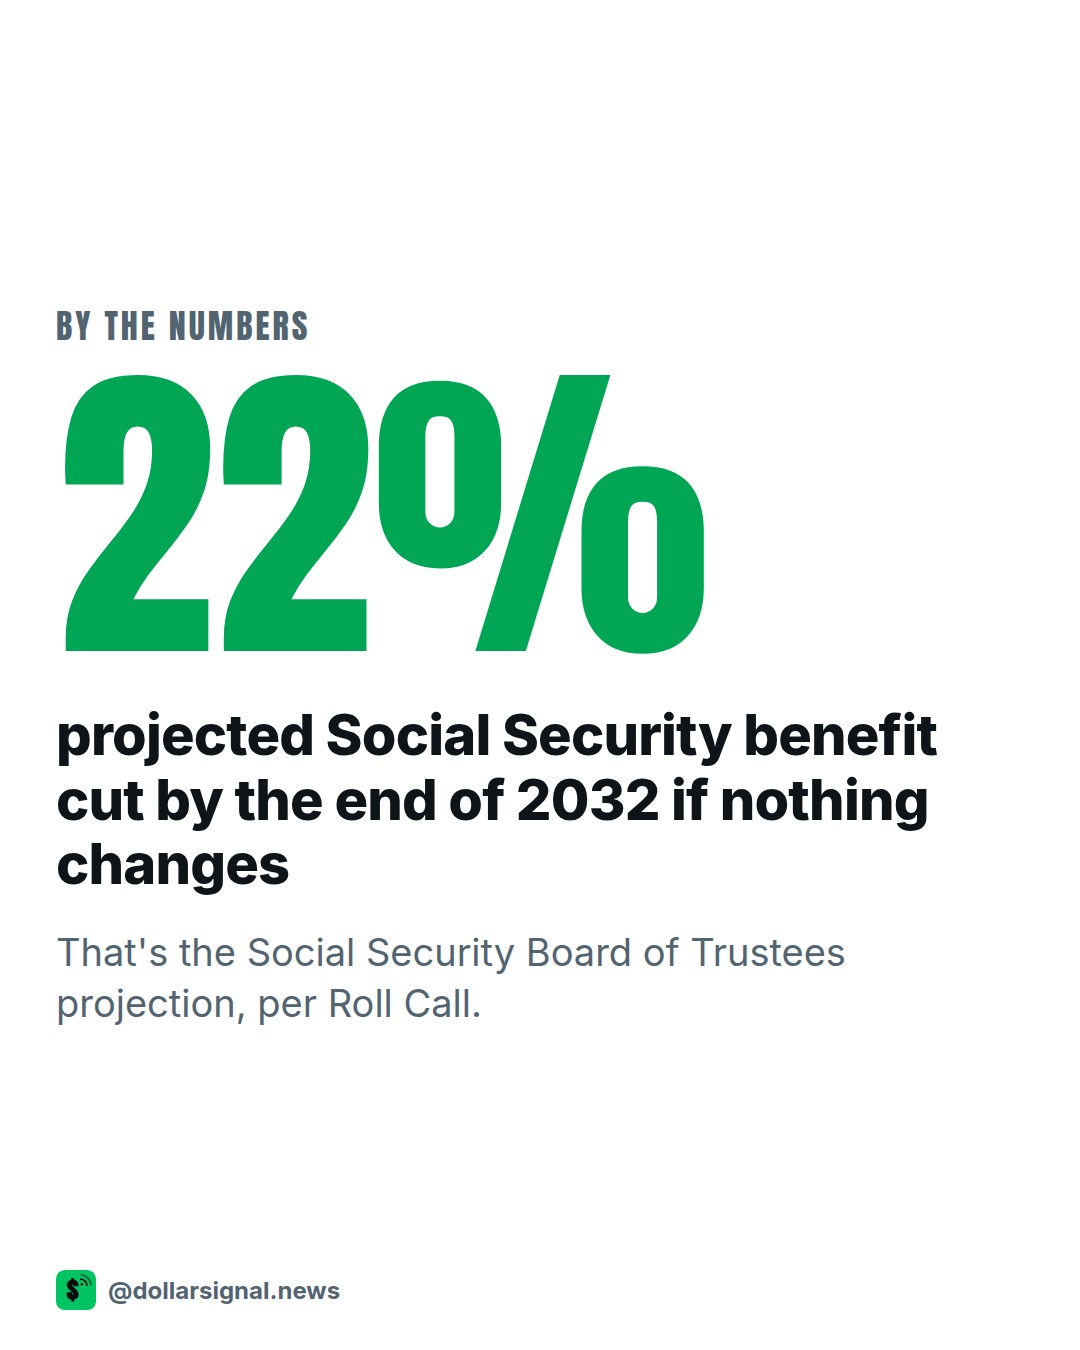 BY THE NUMBERS
22%
projected Social Security benefit
cut by the end of 2032 if nothing
changes
That's the Social Security Board of Trustees
projection, per Roll Call.
$
@dollarsignal.news